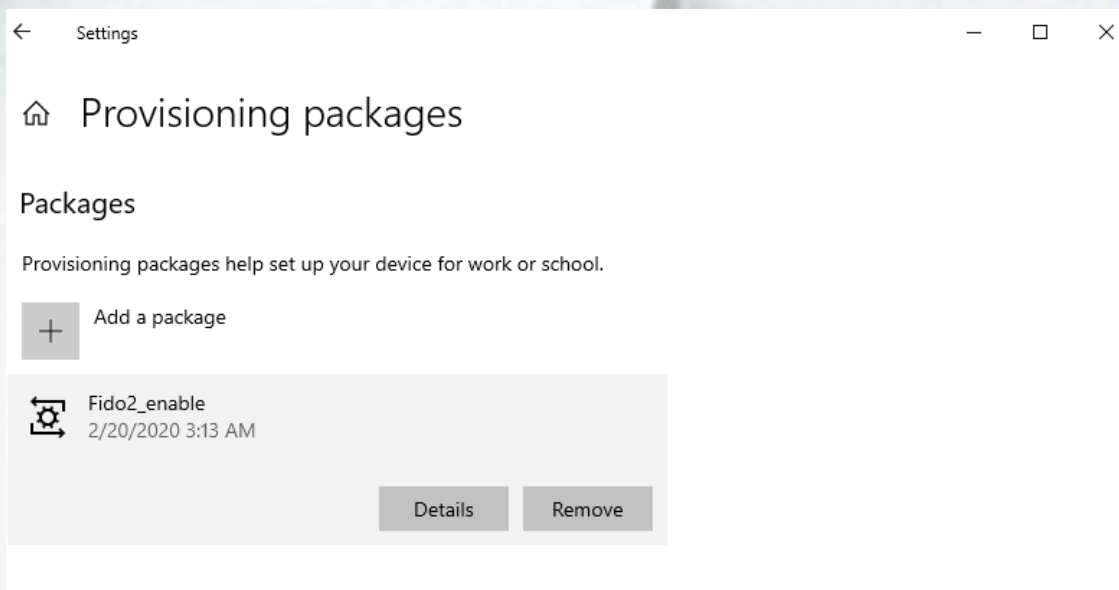 Settings
Provisioning packages
Packages
Provisioning packages help set up your device for work or school.
Add a package
Fido2_enable
2/20/2020 3:13 AM
Details Remove